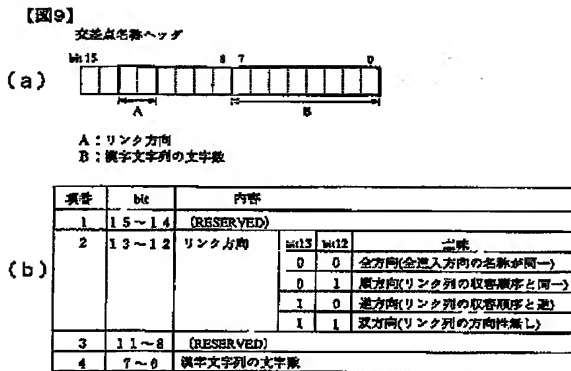 【図9】
交差点名称ヘッダ
bit 15 8 7 0
(a)
A B
A：リンク方向
B：漢字文字列の文字数
(b)
項番 bit 内容
1 15～14 (RESERVED)
2 13～12 リンク方向 bit13 bit12 意味
0 0 全方向(全進入方向の名称が同一)
0 1 順方向(リンク列の収容順序と同一)
1 0 逆方向(リンク列の収容順序と逆)
1 1 双方向(リンク列の方向性無し)
3 11～8 (RESERVED)
4 7～0 漢字文字列の文字数